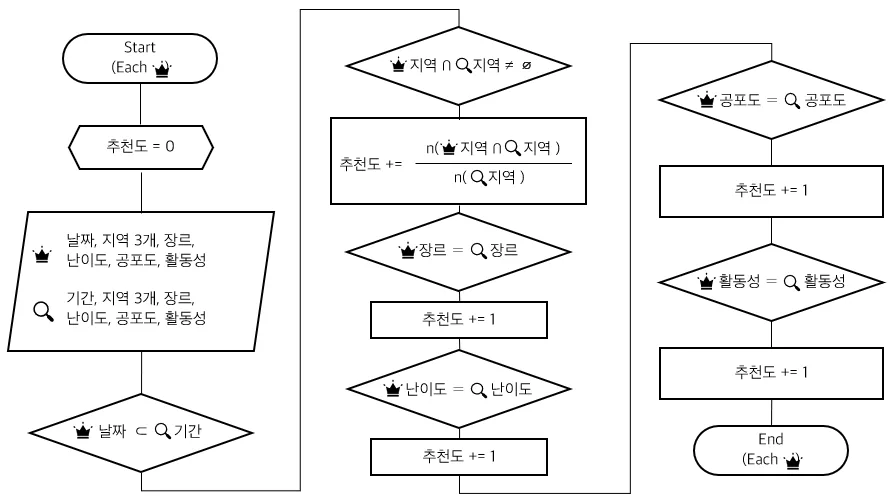 Start
(Each )
추천도 = 0
날짜, 지역 3개, 장르,
난이도, 공포도, 활동성
기간, 지역 3개, 장르,
난이도, 공포도, 활동성
날짜 ⊂ 기간
지역 ∩ 지역 ≠ ø
추천도 +=
n( 지역 ∩ 지역 )
n( 지역 )
장르 = 장르
추천도 += 1
난이도 = 난이도
추천도 += 1
공포도 = 공포도
추천도 += 1
활동성 = 활동성
추천도 += 1
End
(Each )